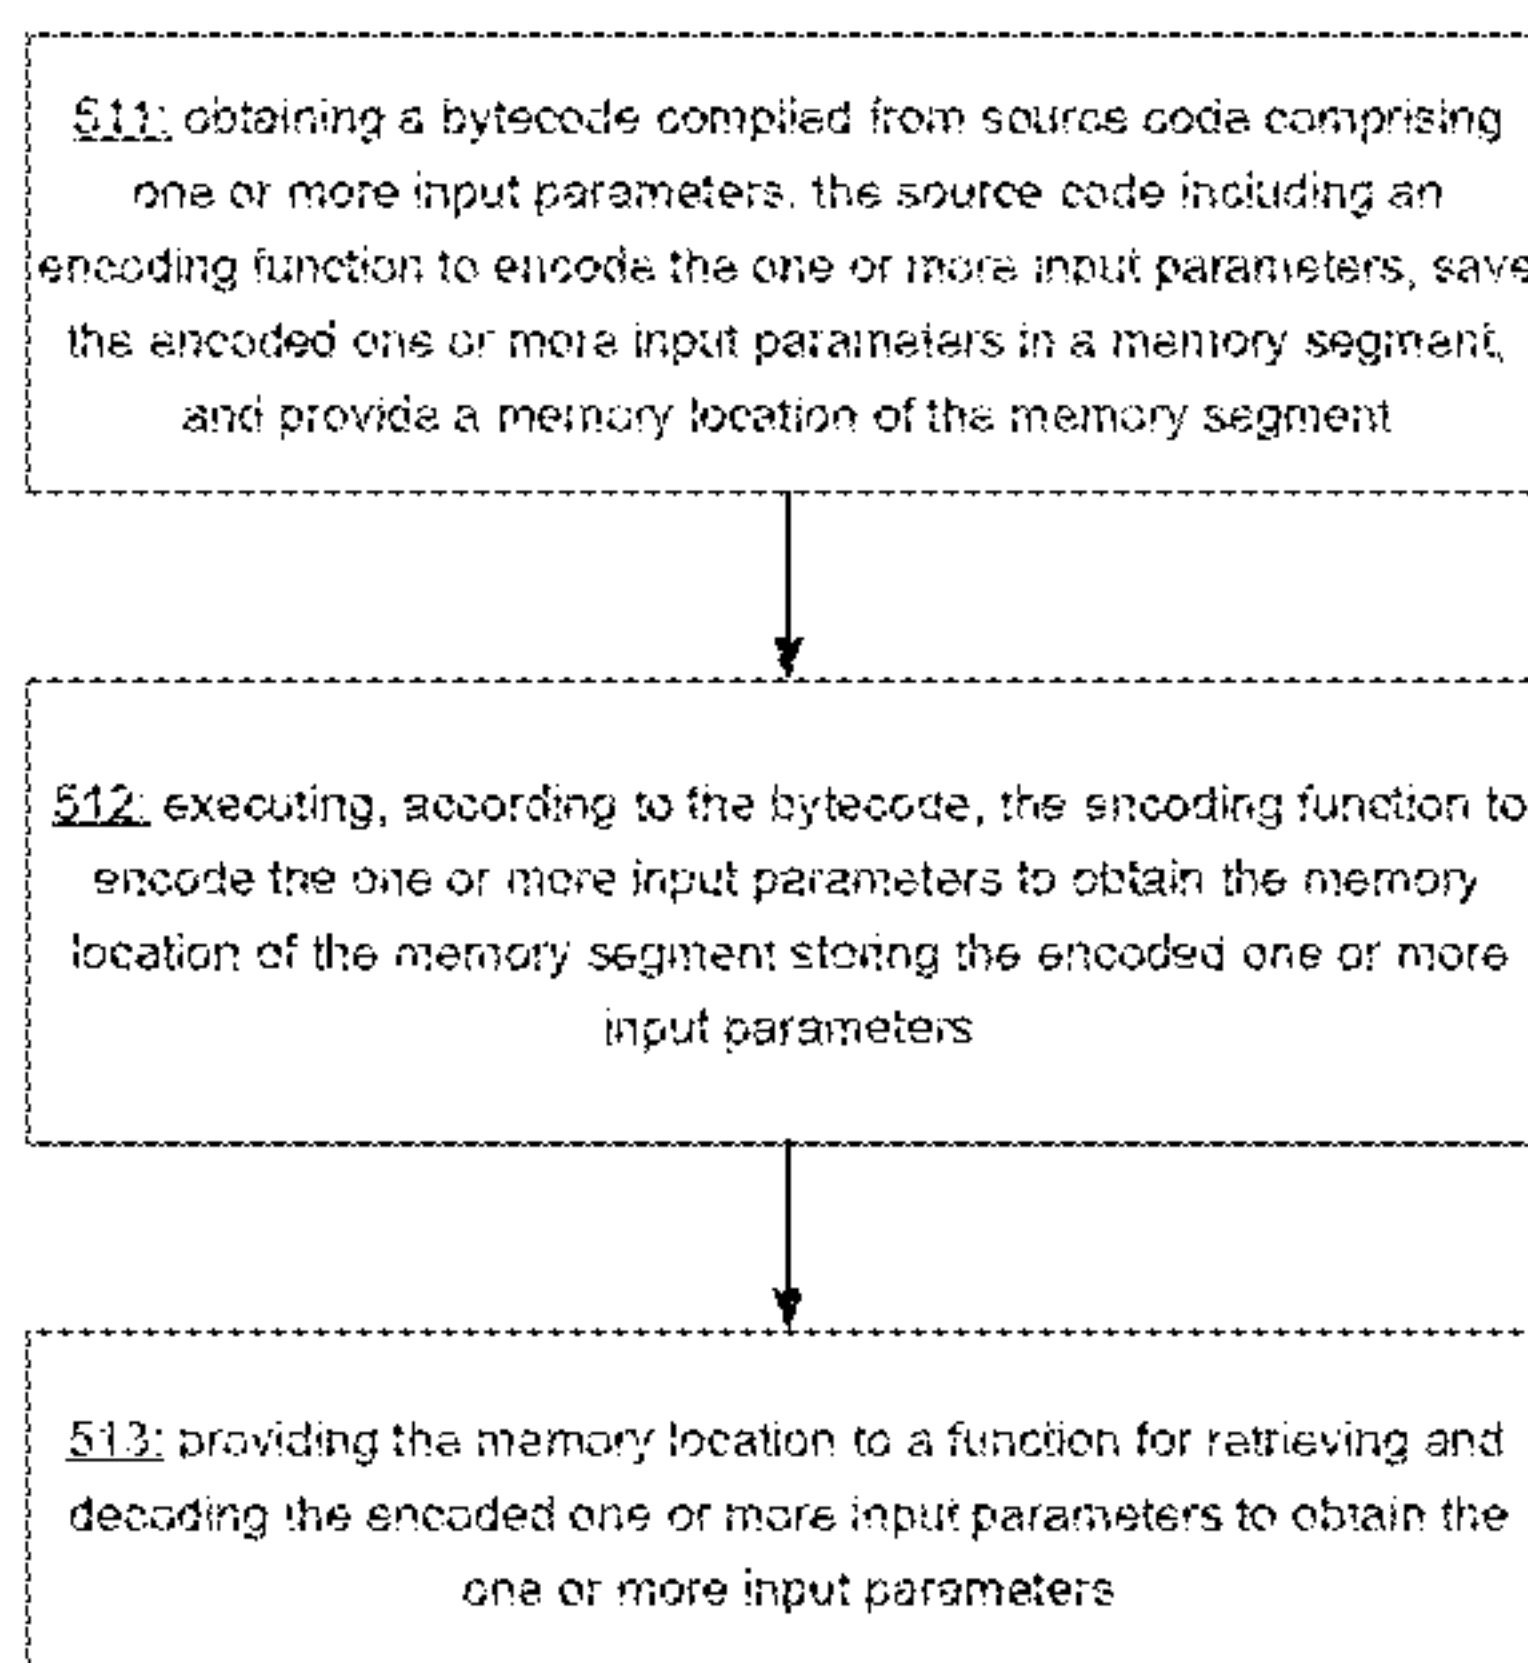 511: obtaining a bytecode compiled from source code comprising
one or more input parameters, the source code including an
encoding function to encode the one or more input parameters, save
the encoded one or more input parameters in a memory segment,
and provide a memory location of the memory segment
512: executing, according to the bytecode, the encoding function to
encode the one or more input parameters to obtain the memory
location of the memory segment storing the encoded one or more
input parameters
513: providing the memory location to a function for retrieving and
decoding the encoded one or more input parameters to obtain the
one or more input parameters